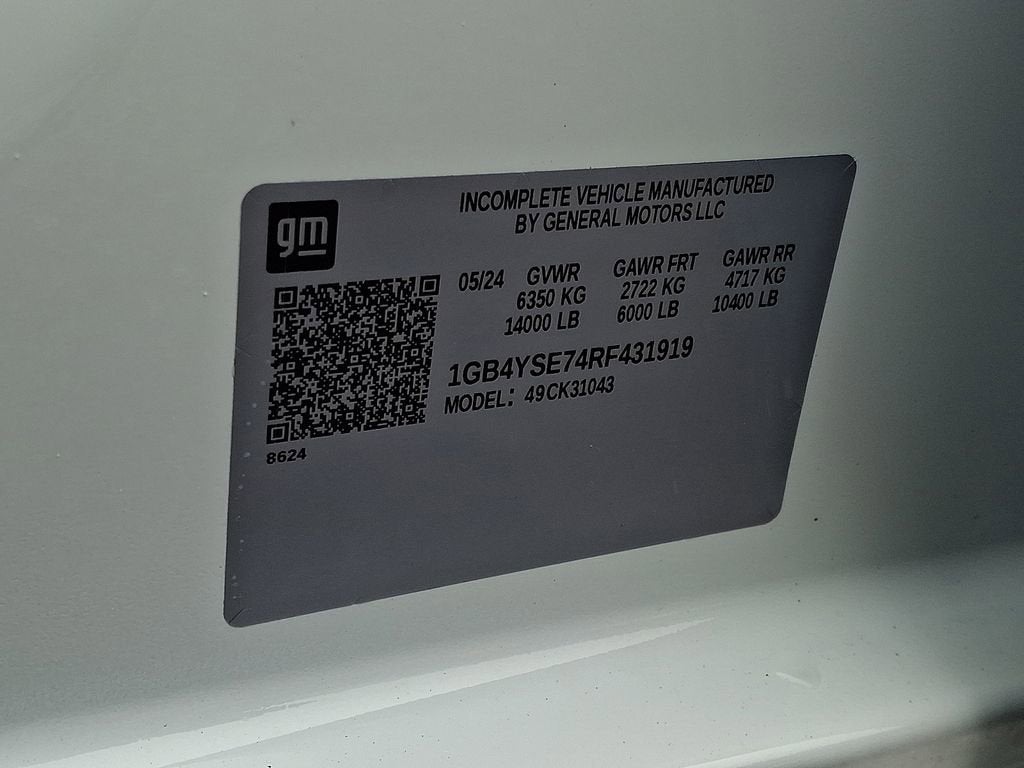 gm
INCOMPLETE VEHICLE MANUFACTURED
BY GENERAL MOTORS LLC
05/24 GVWR GAWR FRT GAWR RR
6350 KG 2722 KG 4717 KG
14000 LB 6000 LB 10400 LB
1GB4YSE74RF431919
MODEL: 49CK31043
8624